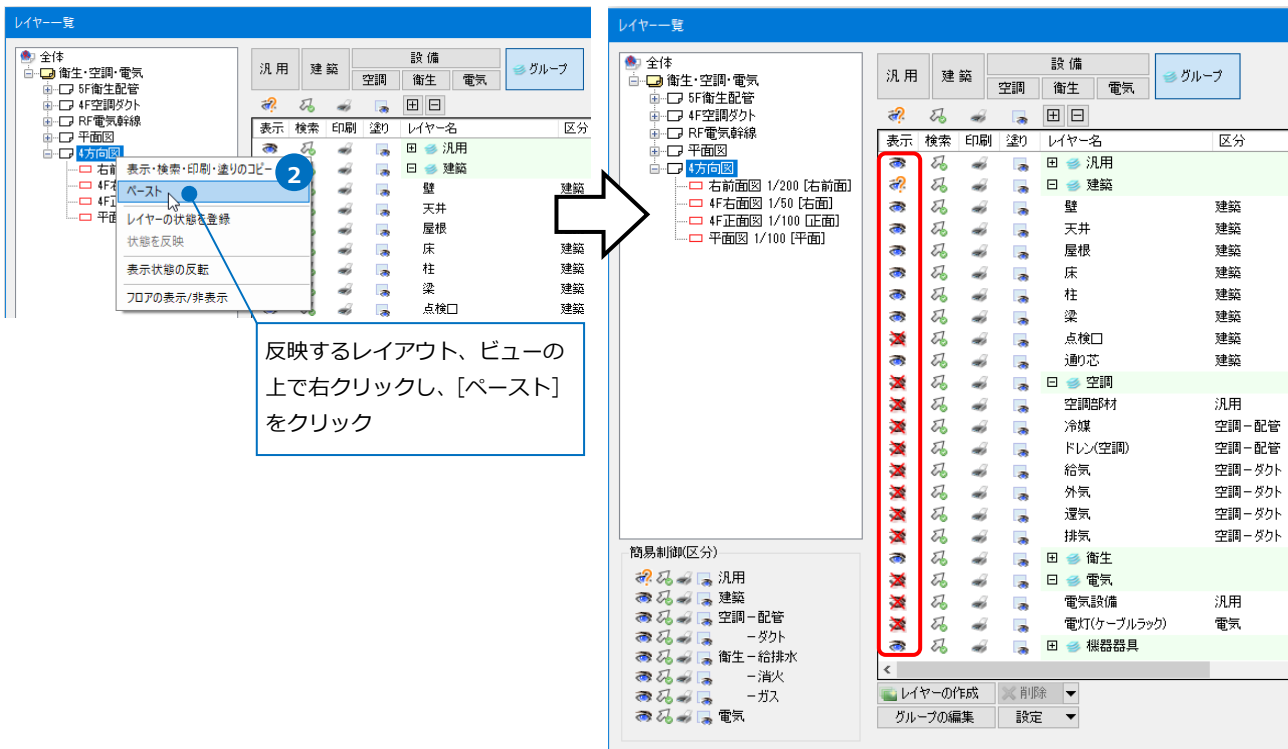 レイヤー一覧
全体
衛生・空調・電気
5F衛生配管
4F空調ダクト
RF電気幹線
平面図
4方向図
右前
平面
汎用
建築
設備
空調
衛生
電気
グループ
表示 検索 印刷 塗り レイヤー名 区分
汎用
建築
壁 建築
天井
屋根
床 建築
柱 建築
梁 建築
点検口 建築
表示・検索・印刷・塗りのコピー
ペースト
レイヤーの状態を登録
状態を反映
表示状態の反転
フロアの表示/非表示
2
反映するレイアウト、ビューの
上で右クリックし、[ペースト]
をクリック
レイヤー一覧
全体
衛生・空調・電気
5F衛生配管
4F空調ダクト
RF電気幹線
平面図
4方向図
右前面図 1/200 [右前面]
4F右面図 1/50 [右面]
4F正面図 1/100 [正面]
平面図 1/100 [平面]
簡易制御(区分)
汎用
建築
空調－配管
－ダクト
衛生－給排水
－消火
－ガス
電気
汎用
建築
設備
空調
衛生
電気
グループ
表示 検索 印刷 塗り レイヤー名 区分
汎用
建築
壁 建築
天井 建築
屋根 建築
床 建築
柱 建築
梁 建築
点検口 建築
通り芯 建築
空調
空調部材 汎用
冷媒 空調－配管
ドレン(空調) 空調－配管
給気 空調－ダクト
外気 空調－ダクト
還気 空調－ダクト
排気 空調－ダクト
衛生
電気
電気設備 汎用
電灯(ケーブルラック) 電気
機器器具
レイヤーの作成
削除
グループの編集
設定